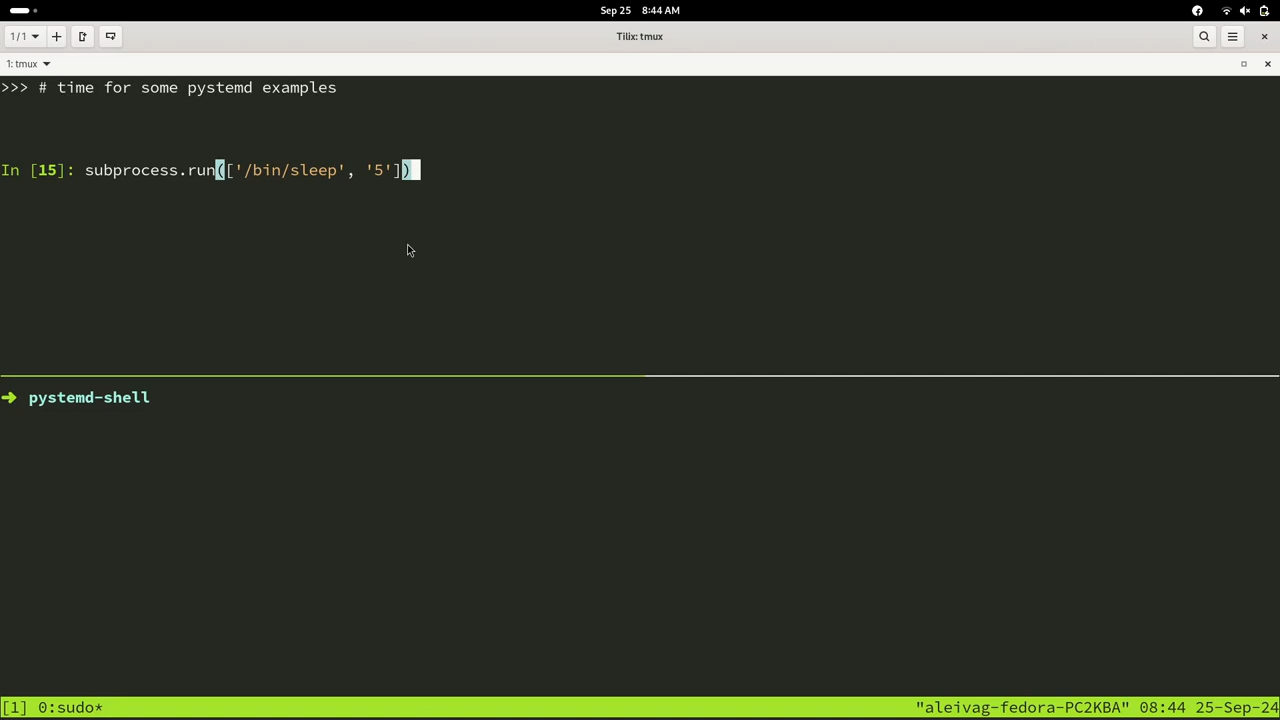 Sep 25 8:44 AM
1/1
Tilix: tmux
1: tmux
>>> # time for some pystemd examples
In [15]: subprocess.run(['/bin/sleep', '5'])
➜ pystemd-shell
[1] 0:sudo* "aleivag-fedora-PC2KBA" 08:44 25-Sep-24